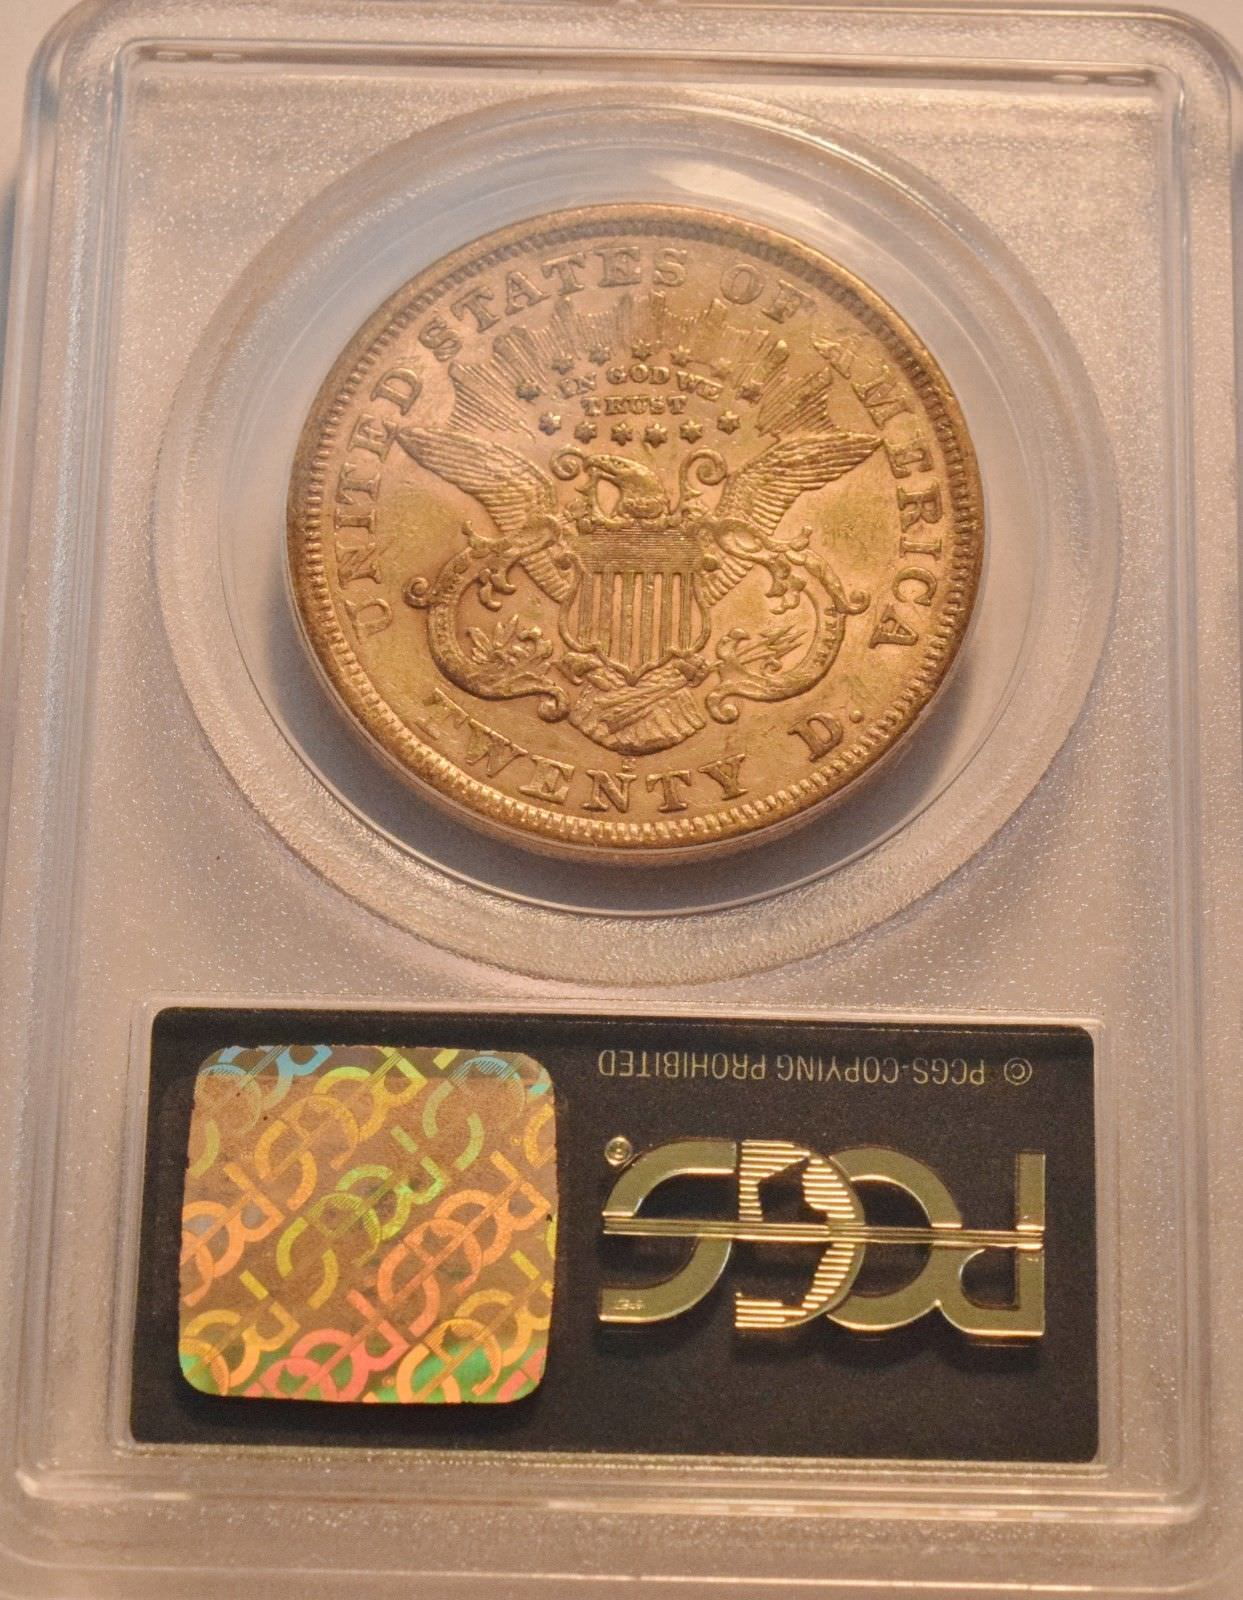 UNITED STATES OF AMERICA
IN GOD WE
TRUST
TWENTY D.
© PCGS-COPYING PROHIBITED
PCGS
®